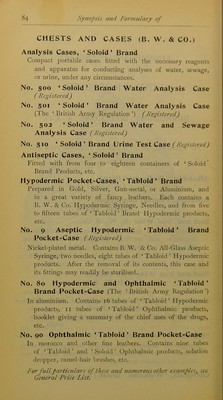 84 Synopsis and Formulary of
CHESTS AND CASES (B. W. & CO.)
Analysis Cases, ‘Soloid’ Brand
Compact portable cases fitted with the necessary reagents
and apparatus for conducting analyses of water, sewage,
or urine, under any circumstances.
No. 500 ‘Soloid’ Brand Water Analysis Case
(Registered)
No. 501 ‘Soloid’ Brand Water Analysis Case
(The ‘British Army Regulation’) (Registered)
No. 502 ‘Soloid’ Brand Water and Sewage
Analysis Case (Registered)
No. 510 ‘Soloid’ Brand Urine Test Case (Registered)
Antiseptic Cases, ‘Soloid’ Brand
Fitted with from four to eighteen containers of ‘Soloid’
Brand Products, etc.
Hypodermic Pocket-Cases, ‘Tabloid’ Brand
Prepared in Gold, Silver, Gun-metal, or Aluminium, and
in a great variety of fancy leathers. Each contains a
B. W. & Co. Hypodermic Syringe, Needles, and from five
to fifteen tubes of ‘Tabloid’ Brand Hypodermic products,
etc.
No. 9 Aseptic Hypodermic ‘Tabloid’ Brand
Pocket-Case (Registered)
Nickel-plated metal. Contains B. W. & Co. All-Glass Aseptic
Syringe, two needles, eight tubes of ‘Tabloid’ Hypodermic
products. After the removal of its contents, this case and
its fittings may be readily sterilised.
No. 80 Hypodermic and Ophthalmic ‘Tabloid’
Brand Pocket-Case (The ‘British Army Regulation’)
In aluminium. Contains 16 tubes of ‘Tabloid’ Hypodermic
products, 11 tubes of ‘Tabloid’ Ophthalmic products,
booklet giving a summary of the chief uses of the drugs,
etc.
No. 90 Ophthalmic ‘Tabloid’ Brand Pocket-Case
In morocco and other fine leathers. Contains nine tubes
of ‘Tabloid’ and ‘Soloid’ Ophthalmic products, solution
dropper, camel-hair brushes, etc.
For full particulars of these and numerous other examples, see
General Price List.